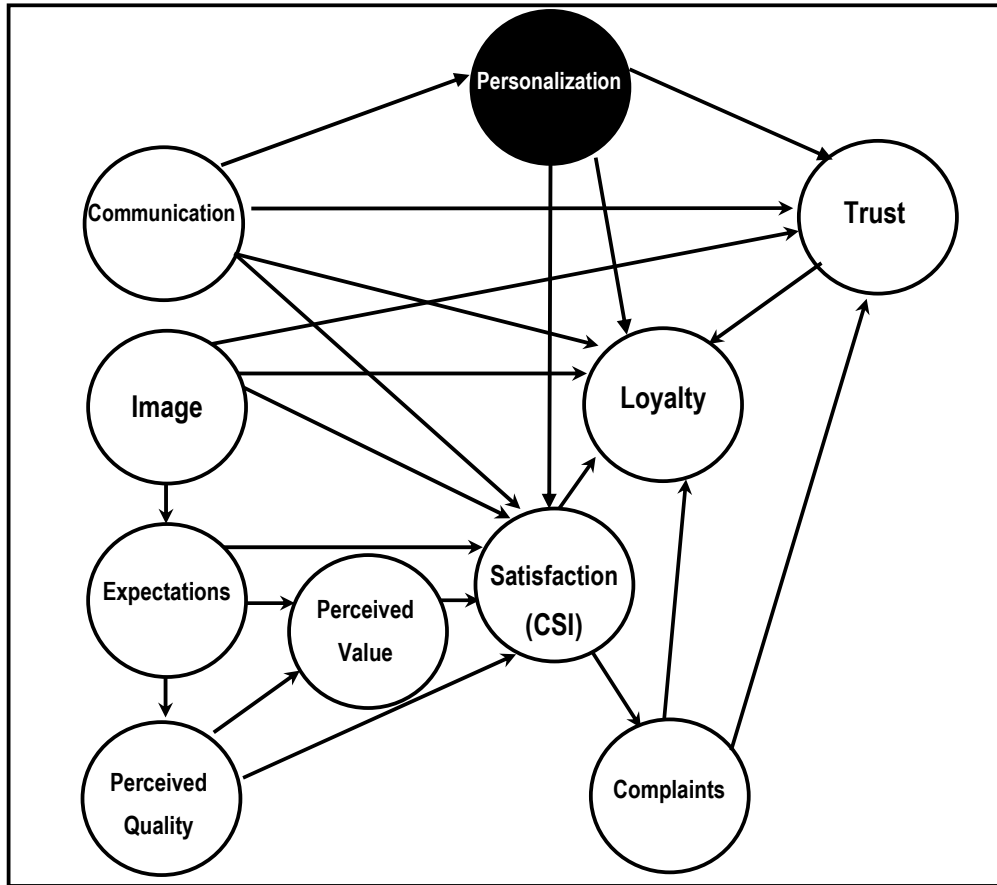 Personalization
Communication
Trust
Image
Loyalty
Expectations
Perceived
Value
Satisfaction
(CSI)
Perceived
Quality
Complaints